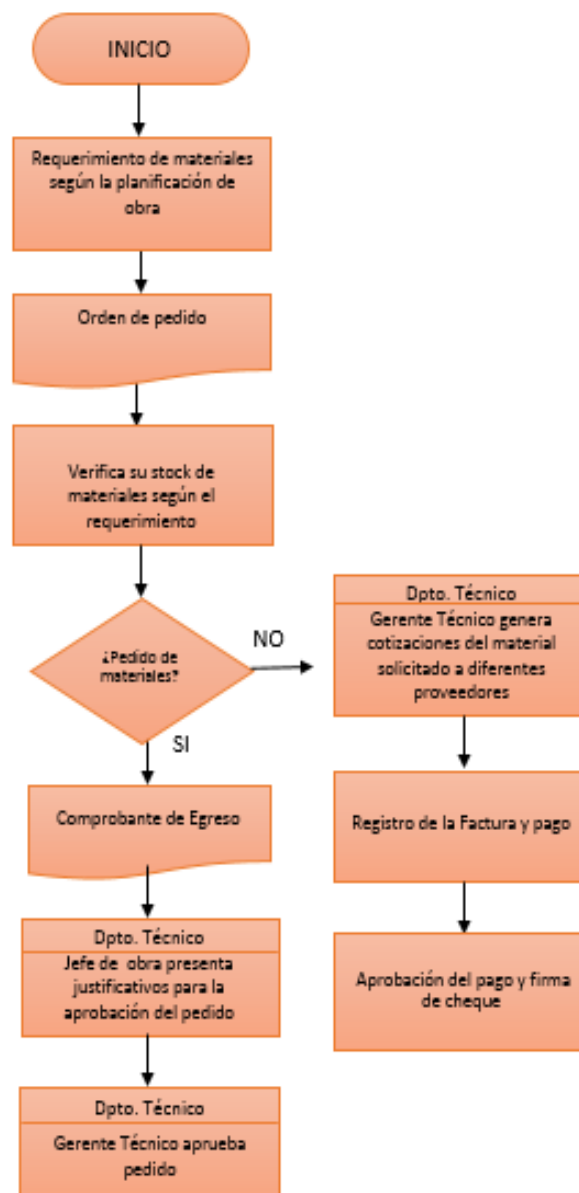 INICIO
Requerimiento de materiales
según la planificación de
obra
Orden de pedido
Verifica su stock de
materiales según el
requerimiento
¿Pedido de
materiales?
NO
SI
Dpto. Técnico
Gerente Técnico genera
cotizaciones del material
solicitado a diferentes
proveedores
Comprobante de Egreso
Registro de la Factura y pago
Dpto. Técnico
Jefe de obra presenta
justificativos para la
aprobación del pedido
Aprobación del pago y firma
de cheque
Dpto. Técnico
Gerente Técnico aprueba
pedido